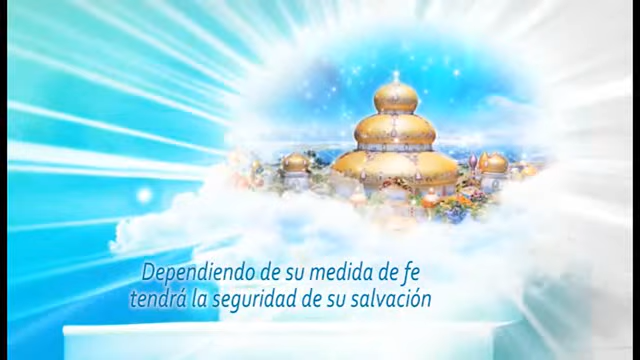 Dependiendo de su medida de fe
tendrá la seguridad de su salvación